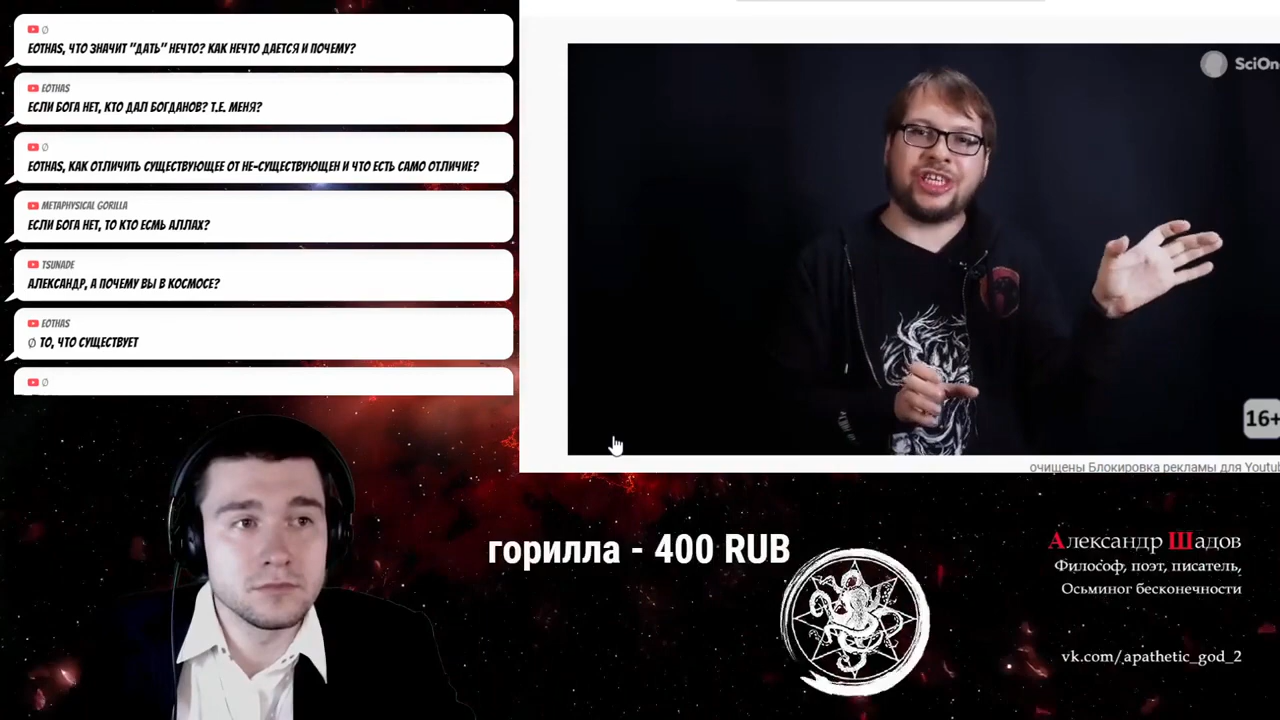 Ø
EOTHAS, ЧТО ЗНАЧИТ "ДАТЬ" НЕЧТО? КАК НЕЧТО ДАЕТСЯ И ПОЧЕМУ?
EOTHAS
ЕСЛИ БОГА НЕТ, КТО ДАЛ БОГДАНОВ? Т.Е. МЕНЯ?
Ø
EOTHAS, КАК ОТЛИЧИТЬ СУЩЕСТВУЮЩЕЕ ОТ НЕ-СУЩЕСТВУЮЩЕН И ЧТО ЕСТЬ САМО ОТЛИЧИЕ?
METAPHYSICAL GORILLA
ЕСЛИ БОГА НЕТ, ТО КТО ЕСМЬ АЛЛАХ?
TSUNADE
АЛЕКСАНДР, А ПОЧЕМУ ВЫ В КОСМОСЕ?
EOTHAS
Ø ТО, ЧТО СУЩЕСТВУЕТ
Ø
SciOn
16+
очищены Блокировка рекламы для Youtub
горилла - 400 RUB
Александр Шадов
Философ, поэт, писатель,
Осьминог бесконечности
vk.com/apathetic_god_2